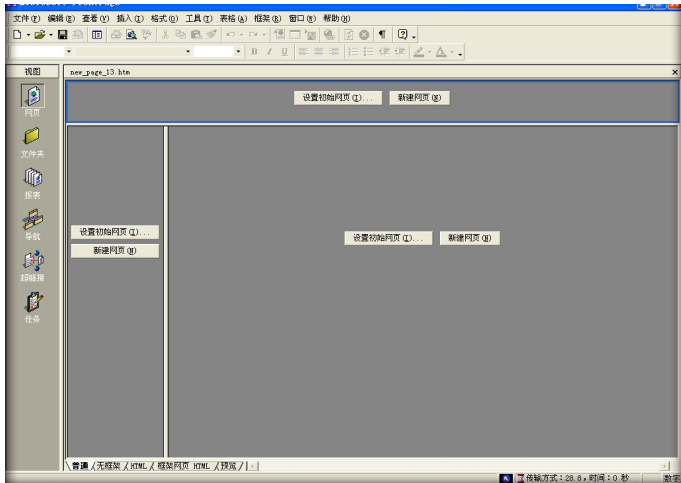 文件(F) 编辑(E) 查看(V) 插入(I) 格式(O) 工具(T) 表格(A) 框架(R) 窗口(W) 帮助(H)
B I U A
视图
new_page_13.htm
设置初始网页(I)... 新建网页(N)
网页
文件夹
报表
导航
超链接
任务
设置初始网页(I)...
新建网页(N)
设置初始网页(I)... 新建网页(N)
普通 无框架 HTML 框架网页 HTML 预览
传输方式：28.8，时间：0 秒 数字